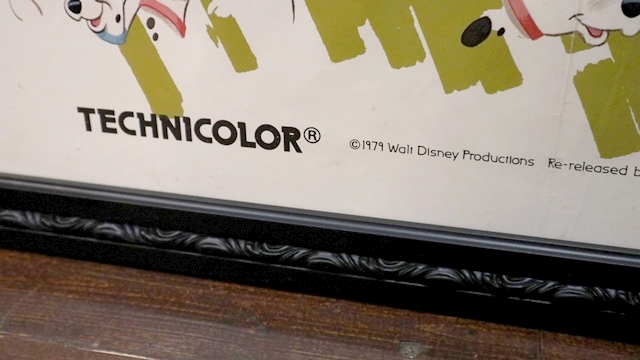 TECHNICOLOR®
©1979 Walt Disney Productions Re-released b